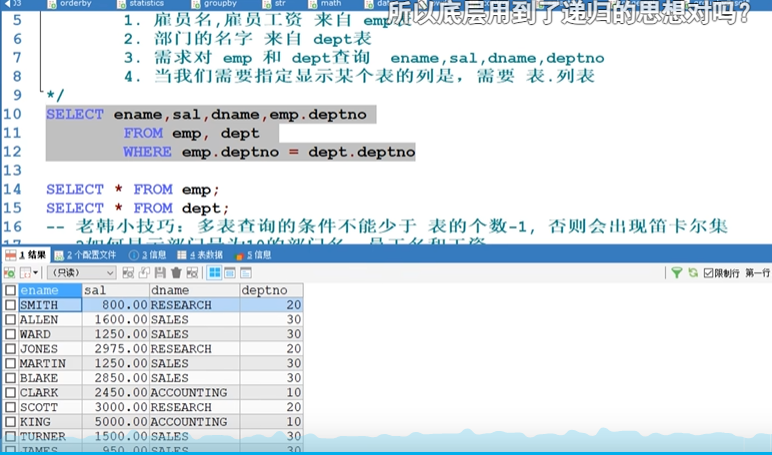 orderby statistics groupby str math
所以底层用到了递归的思想对吗?
5 1. 雇员名,雇员工资 来自 emp表
6 2. 部门的名字 来自 dept表
7 3. 需求对 emp 和 dept查询 ename,sal,dname,deptno
8 4. 当我们需要指定显示某个表的列是，需要 表.列表
9 */
10 SELECT ename,sal,dname,emp.deptno
11 FROM emp, dept
12 WHERE emp.deptno = dept.deptno
13
14 SELECT * FROM emp;
15 SELECT * FROM dept;
16 -- 老韩小技巧：多表查询的条件不能少于 表的个数-1, 否则会出现笛卡尔集
1 结果 2 个配置文件 3 信息 4 表数据 5 信息
(只读) 限制行 第一行
ename sal dname deptno
SMITH 800.00 RESEARCH 20
ALLEN 1600.00 SALES 30
WARD 1250.00 SALES 30
JONES 2975.00 RESEARCH 20
MARTIN 1250.00 SALES 30
BLAKE 2850.00 SALES 30
CLARK 2450.00 ACCOUNTING 10
SCOTT 3000.00 RESEARCH 20
KING 5000.00 ACCOUNTING 10
TURNER 1500.00 SALES 30
JAMES 950.00 SALES 30